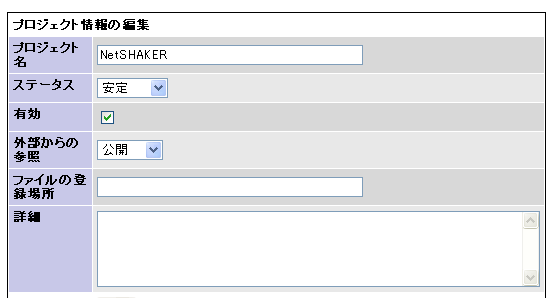 プロジェクト情報の編集
プロジェクト
名
NetSHAKER
ステータス
安定
有効
外部からの
参照
公開
ファイルの登
録場所
詳細